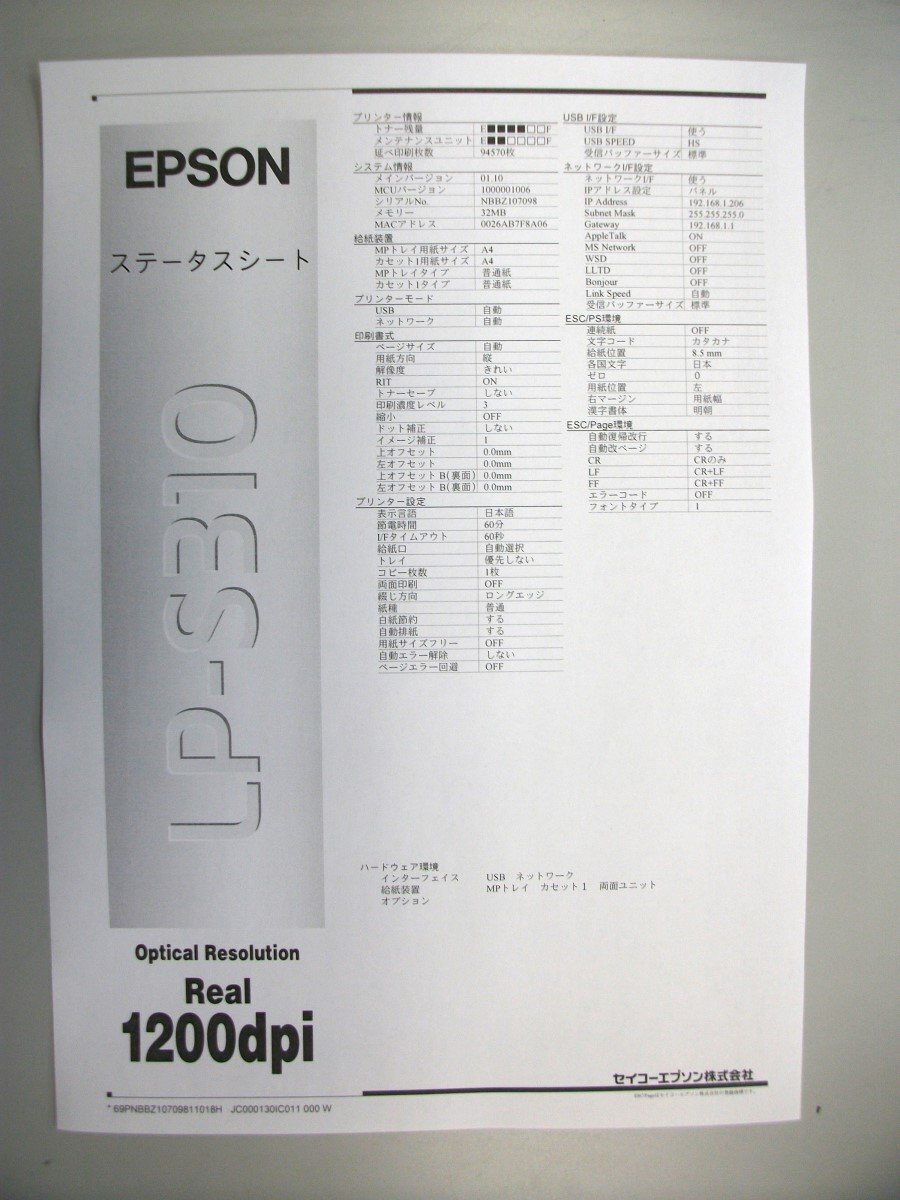 EPSON
ステータスシート
LP-S310
Optical Resolution
Real
1200dpi
プリンター情報
トナー残量 E■■■■□□F
メンテナンスユニット E■■□□□□F
延べ印刷枚数 94570枚
システム情報
メインバージョン 01.10
MCUバージョン 1000001006
シリアルNo. NBBZ107098
メモリー 32MB
MACアドレス 0026AB7F8A06
給紙装置
MPトレイ用紙サイズ A4
カセット1用紙サイズ A4
MPトレイタイプ 普通紙
カセット1タイプ 普通紙
プリンターモード
USB 自動
ネットワーク 自動
印刷書式
ページサイズ 自動
用紙方向 縦
解像度 きれい
RIT ON
トナーセーブ しない
印刷濃度レベル 3
縮小 OFF
ドット補正 しない
イメージ補正 1
上オフセット 0.0mm
左オフセット 0.0mm
上オフセット B(裏面) 0.0mm
左オフセット B(裏面) 0.0mm
プリンター設定
表示言語 日本語
節電時間 60分
I/Fタイムアウト 60秒
給紙口 自動選択
トレイ 優先しない
コピー枚数 1枚
両面印刷 OFF
綴じ方向 ロングエッジ
紙種 普通
白紙節約 する
自動排紙 する
用紙サイズフリー OFF
自動エラー解除 しない
ページエラー回避 OFF
USB I/F設定
USB I/F 使う
USB SPEED HS
受信バッファーサイズ 標準
ネットワークI/F設定
ネットワークI/F 使う
IPアドレス設定 パネル
IP Address 192.168.1.206
Subnet Mask 255.255.255.0
Gateway 192.168.1.1
AppleTalk ON
MS Network OFF
WSD OFF
LLTD OFF
Bonjour OFF
Link Speed 自動
受信バッファーサイズ 標準
ESC/PS環境
連続紙 OFF
文字コード カタカナ
給紙位置 8.5 mm
各国文字 日本
ゼロ 0
用紙位置 左
右マージン 用紙幅
漢字書体 明朝
ESC/Page環境
自動復帰改行 する
自動改ページ する
CR CRのみ
LF CR+LF
FF CR+FF
エラーコード OFF
フォントタイプ 1
ハードウェア環境
インターフェイス USB ネットワーク
給紙装置 MPトレイ カセット1 両面ユニット
オプション
セイコーエプソン株式会社
ESC/Pageはセイコーエプソン株式会社の登録商標です。
* 69PNBBZ10709811018H JC000130IC011 000 W